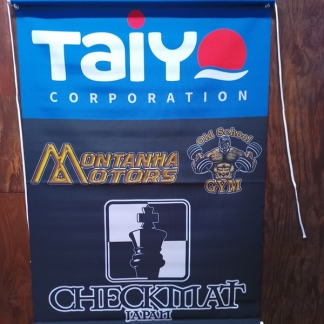 Taiyo
CORPORATION
MONTANHA
MOTORS
Old School
GYM
CHECKMAT
JAPAN